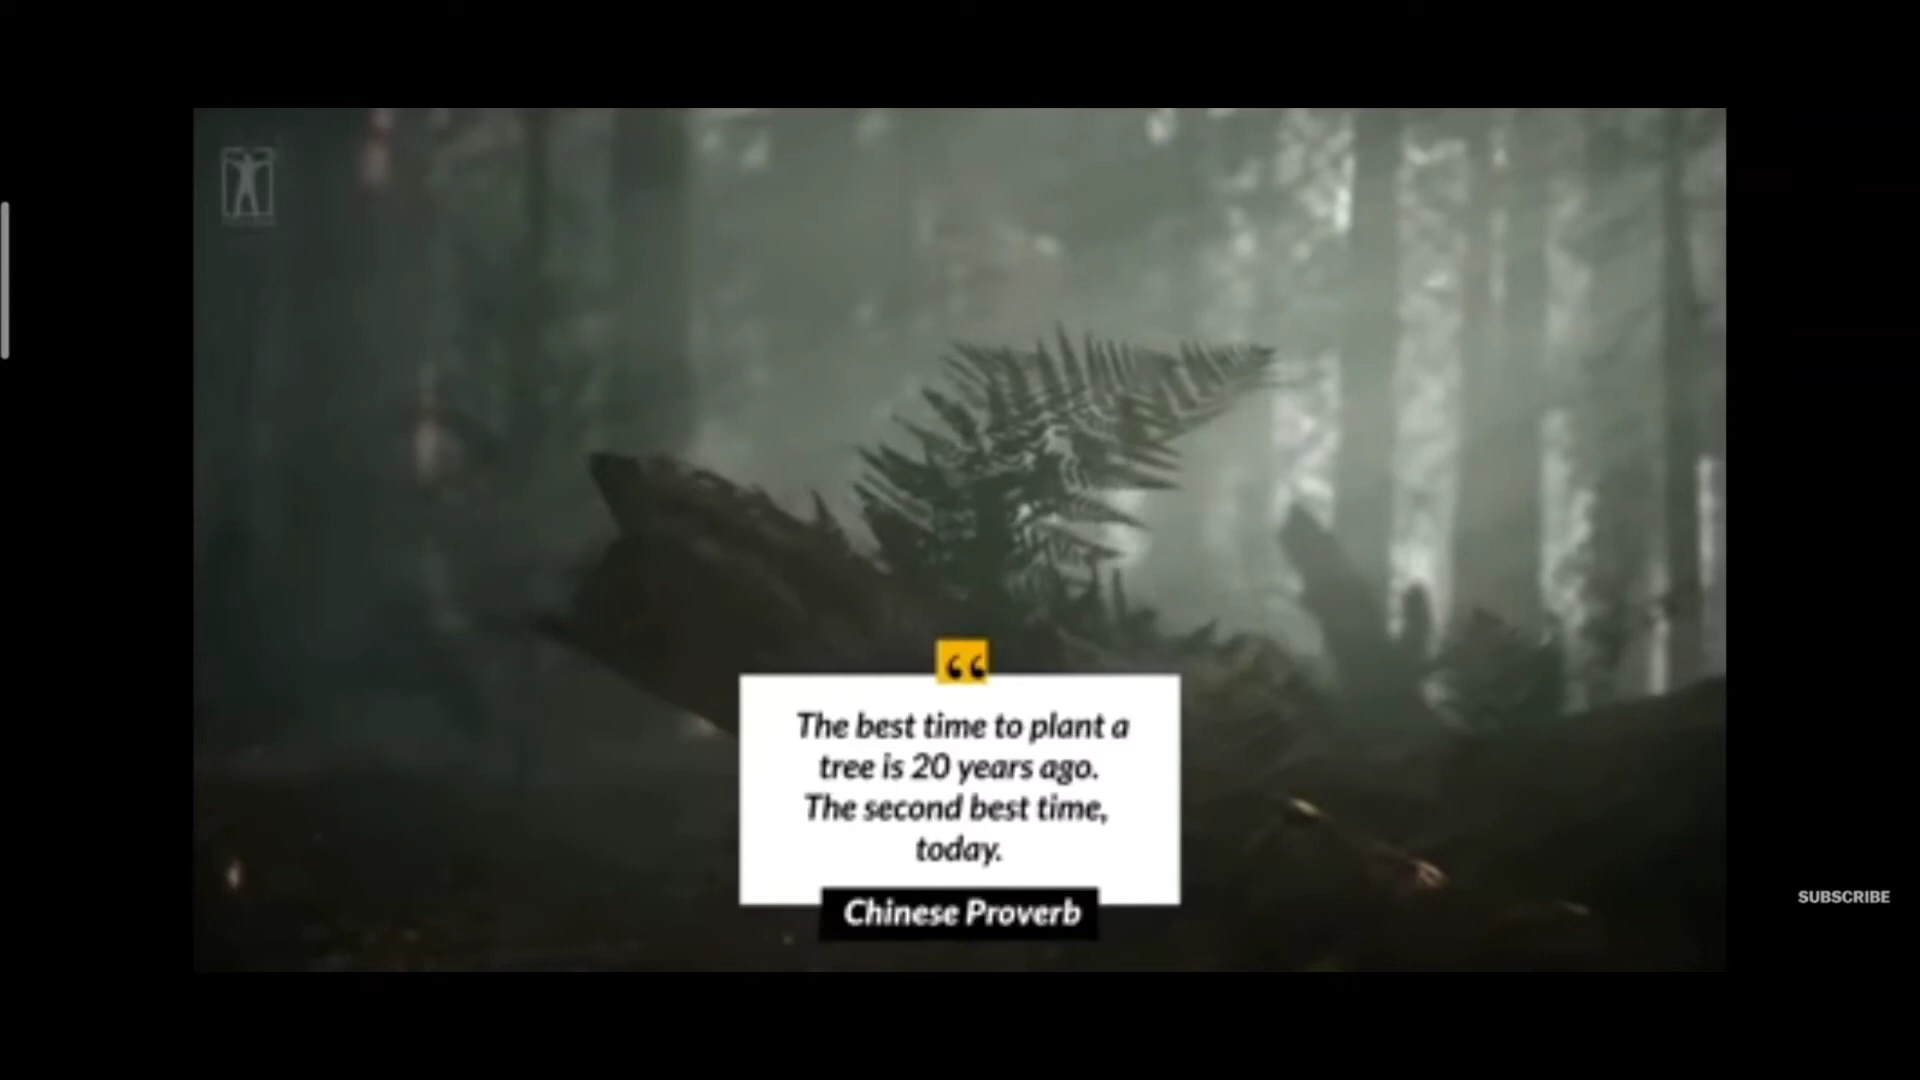 “
The best time to plant a
tree is 20 years ago.
The second best time,
today.
Chinese Proverb
SUBSCRIBE